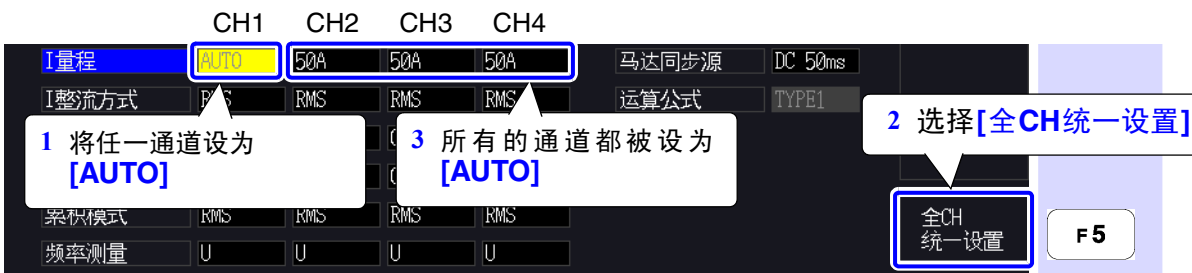 CH1 CH2 CH3 CH4
I量程 AUTO 50A 50A 50A 马达同步源 DC 50ms
I整流方式 RMS RMS RMS 运算公式 TYPE1
1 将任一通道设为
[AUTO]
3 所有的通道都被设为
[AUTO]
2 选择[全CH统一设置]
累积模式 RMS RMS RMS RMS
频率测量 U U U U
全CH
统一设置
F5